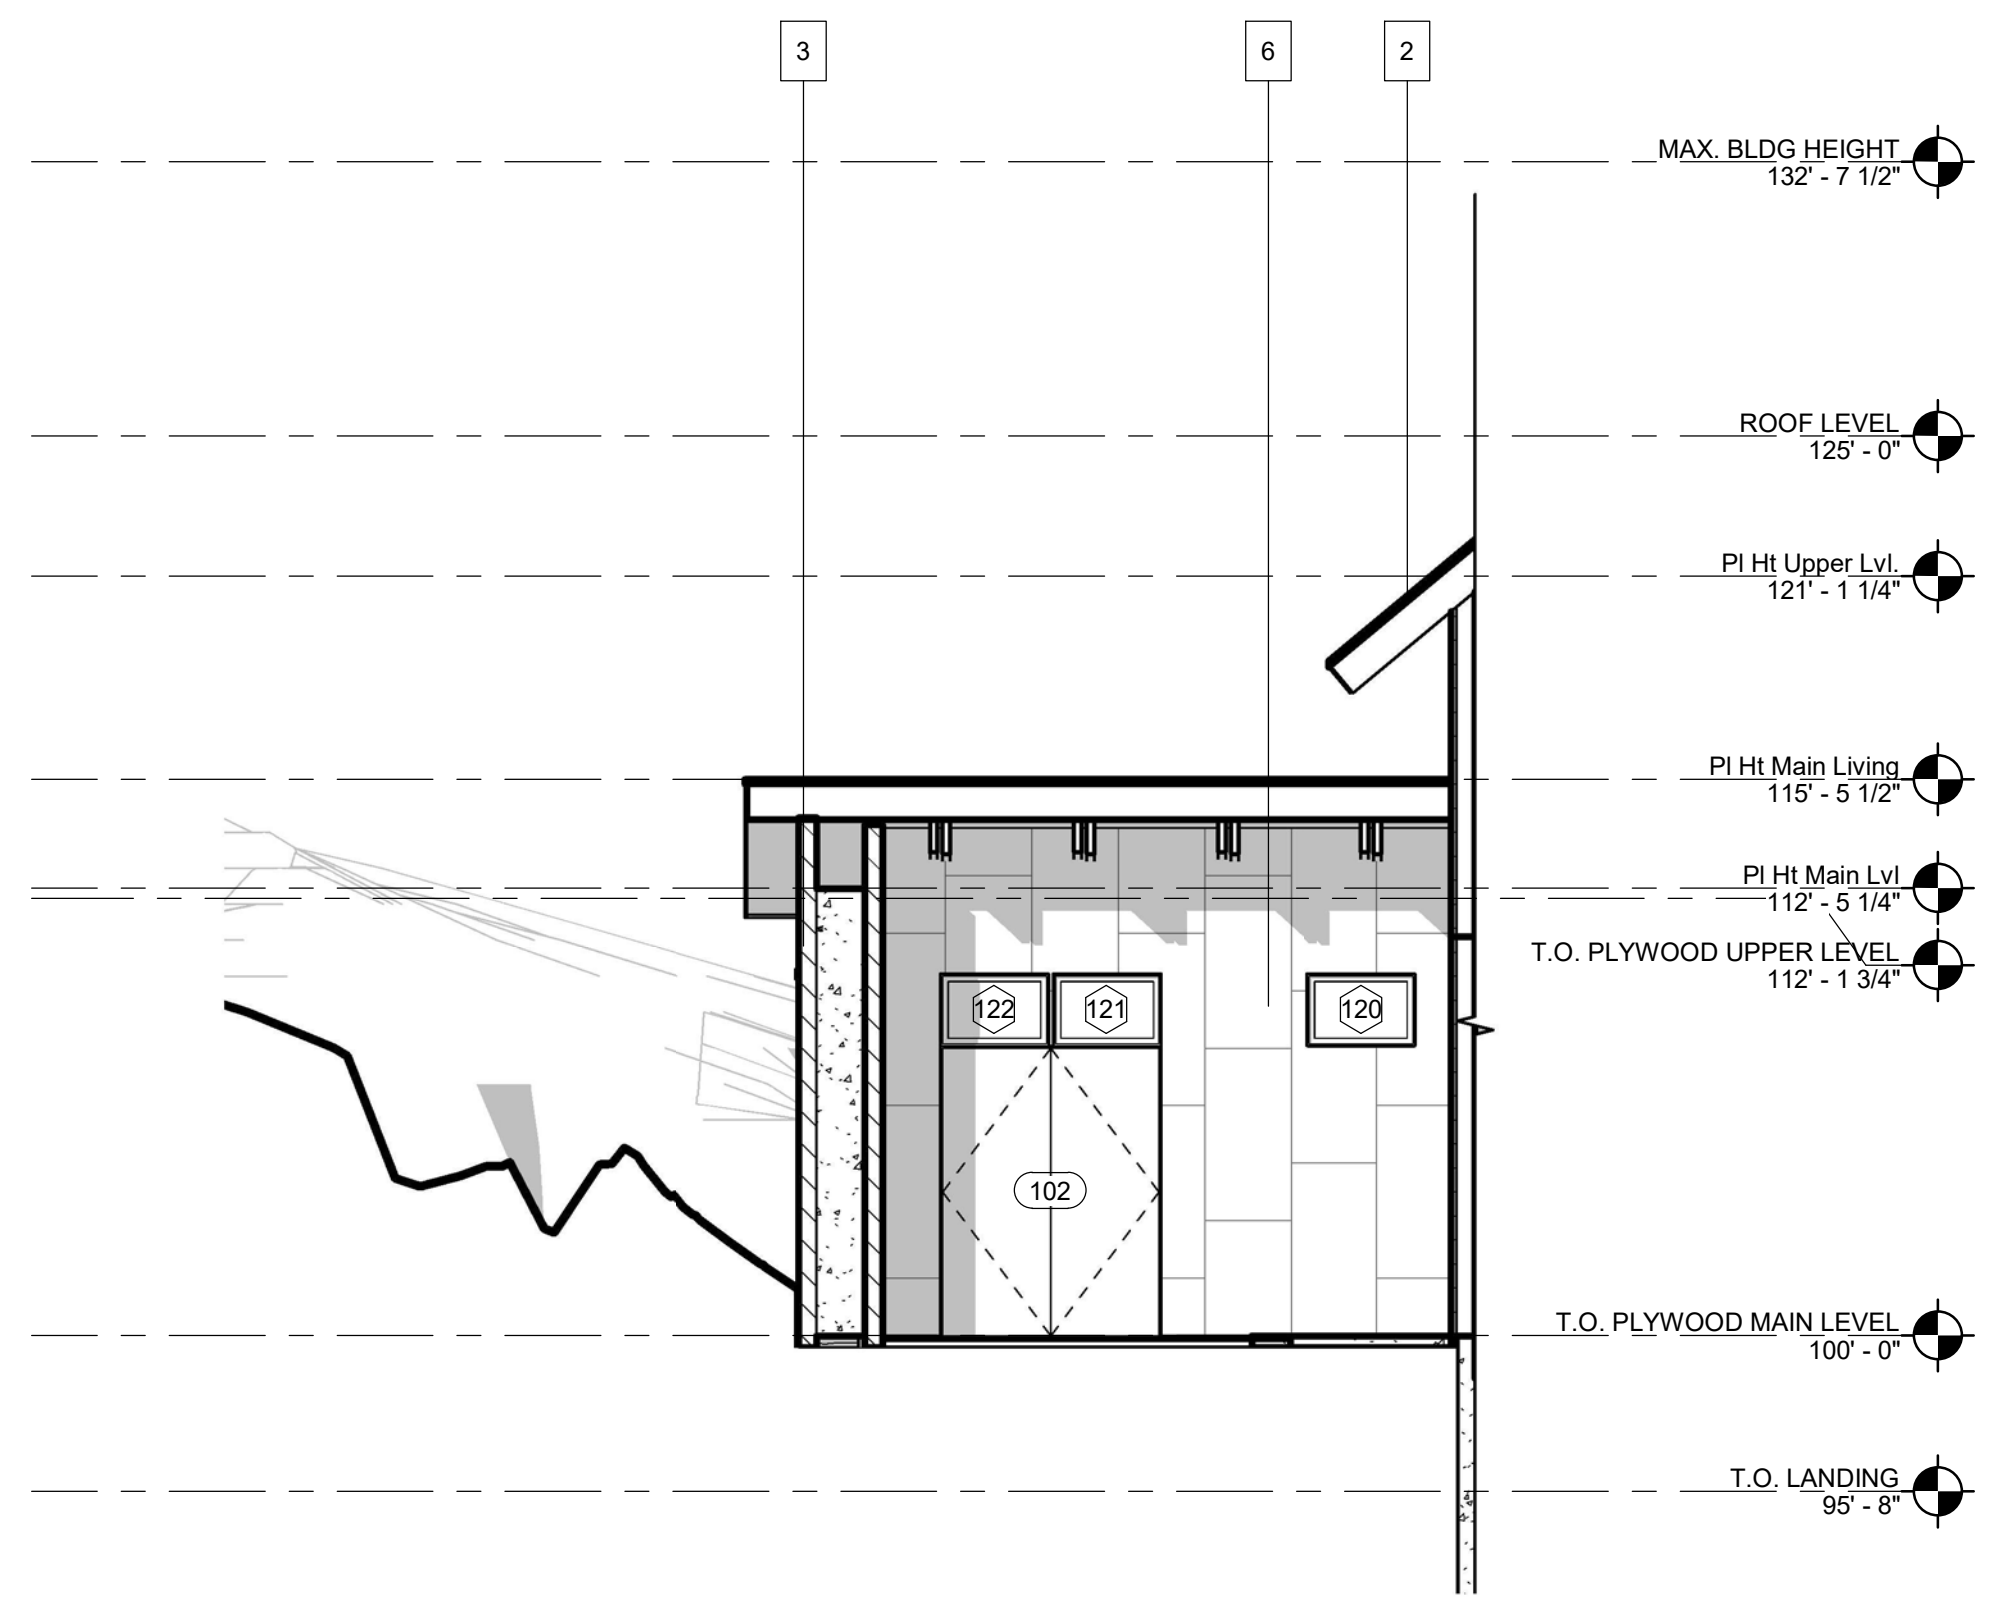 3
6
2
MAX. BLDG HEIGHT
132' - 7 1/2"
ROOF LEVEL
125' - 0"
Pl Ht Upper Lvl.
121' - 1 1/4"
Pl Ht Main Living
115' - 5 1/2"
Pl Ht Main Lvl
112' - 5 1/4"
T.O. PLYWOOD UPPER LEVEL
112' - 1 3/4"
122
121
120
102
T.O. PLYWOOD MAIN LEVEL
100' - 0"
T.O. LANDING
95' - 8"